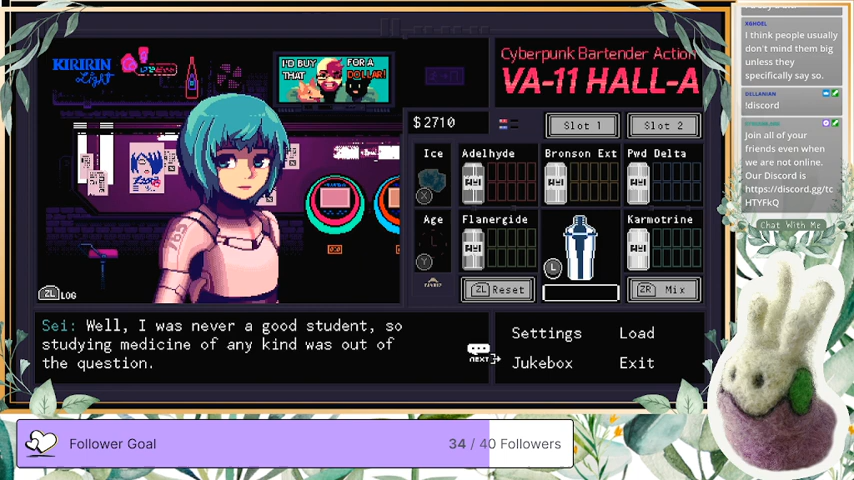 KIRIRIN
Light
I'D BUY
THAT
FOR A
DOLLAR!
Cyberpunk Bartender Action
VA-11 HALL-A
$2710
Slot 1
Slot 2
Ice
Adelhyde
Bronson Ext
Pwd Delta
X
Age
Flanergide
Karmotrine
Y
L
ZL Reset
ZR Mix
ZL LOG
Sei: Well, I was never a good student, so
studying medicine of any kind was out of
the question.
NEXT
Settings
Load
Jukebox
Exit
XANOEL
I think people usually
don't mind them big
unless they
specifically say so.
DELLANIAN
!discord
Join all of your
friends even when
we are not online.
Our Discord is
https://discord.gg/tc
HTYFkQ
Chat With Me
Follower Goal
34 / 40 Followers